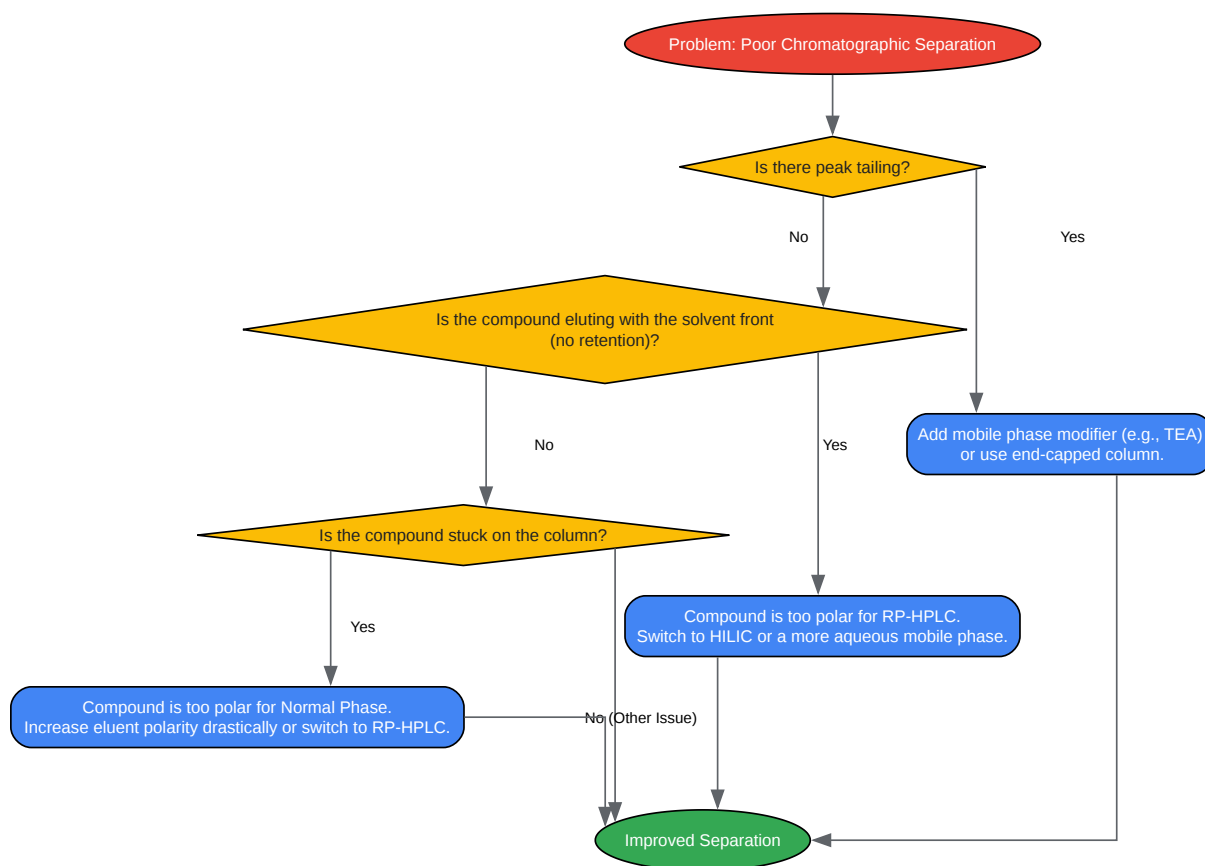 Problem: Poor Chromatographic Separation
Is there peak tailing?
No
Yes
Is the compound eluting with the solvent front
(no retention)?
Add mobile phase modifier (e.g., TEA)
or use end-capped column.
No
Yes
Is the compound stuck on the column?
Compound is too polar for RP-HPLC.
Switch to HILIC or a more aqueous mobile phase.
Yes
Compound is too polar for Normal Phase.
Increase eluent polarity drastically or switch to RP-HPLC.
No (Other Issue)
Improved Separation